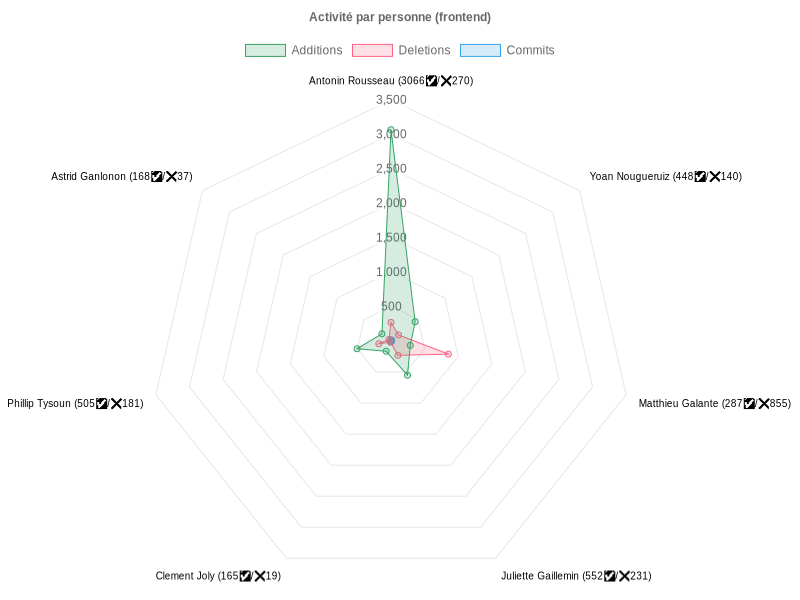 Activité par personne (frontend)
Additions Deletions Commits
Antonin Rousseau (3066✅/❌270)
3,500
3,000
2,500
2,000
1,500
1,000
500
Astrid Ganlonon (168✅/❌37)
Yoan Nougueruiz (448✅/❌140)
Phillip Tysoun (505✅/❌181)
Matthieu Galante (287✅/❌855)
Clement Joly (165✅/❌19)
Juliette Gaillemin (552✅/❌231)